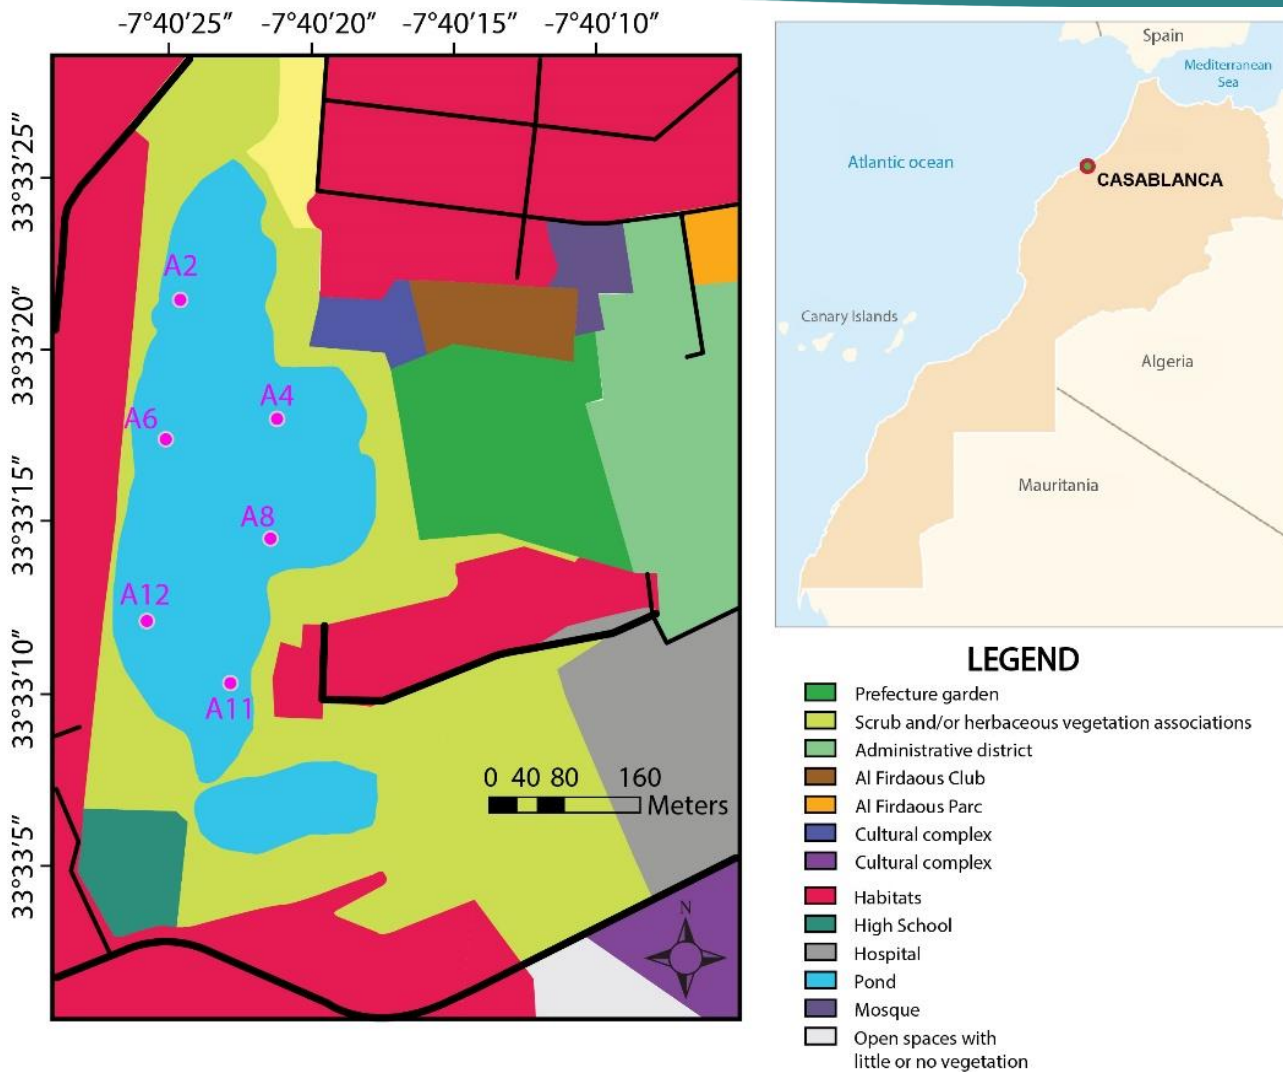 -7°40′25″ -7°40′20″ -7°40′15″ -7°40′10″
33°33′25″
33°33′20″
33°33′15″
33°33′10″
33°33′5″
A2
A4
A6
A8
A12
A11
0 40 80 160
Meters
N
Spain
Mediterranean
Sea
Atlantic ocean
CASABLANCA
Canary Islands
Algeria
Mauritania
LEGEND
Prefecture garden
Scrub and/or herbaceous vegetation associations
Administrative district
Al Firdaous Club
Al Firdaous Parc
Cultural complex
Cultural complex
Habitats
High School
Hospital
Pond
Mosque
Open spaces with
little or no vegetation